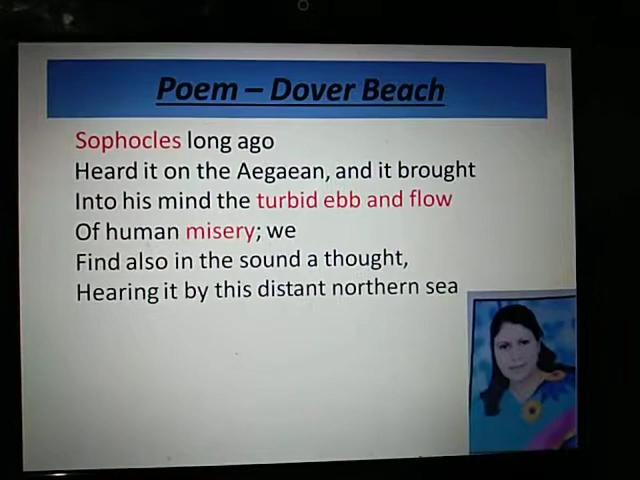 Poem – Dover Beach
Sophocles long ago
Heard it on the Aegaean, and it brought
Into his mind the turbid ebb and flow
Of human misery; we
Find also in the sound a thought,
Hearing it by this distant northern sea